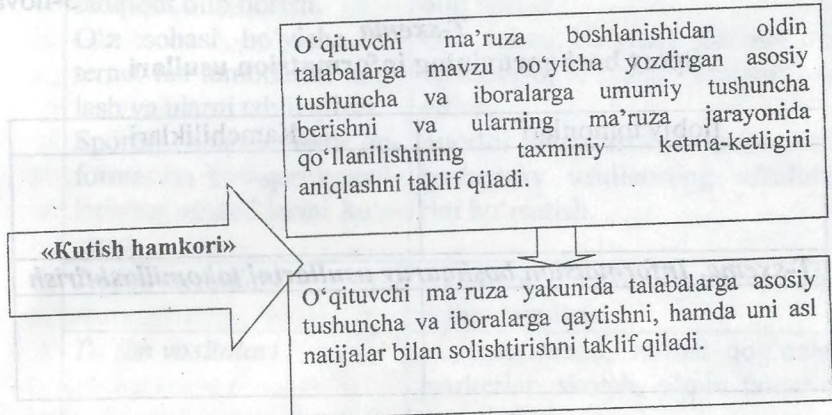 O‘qituvchi ma’ruza boshlanishidan oldin
talabalarga mavzu bo‘yicha yozdirgan asosiy
tushuncha va iboralarga umumiy tushuncha
berishni va ularning ma’ruza jarayonida
qo‘llanilishining taxminiy ketma-ketligini
aniqlashni taklif qiladi.
«Kutish hamkori»
O‘qituvchi ma’ruza yakunida talabalarga asosiy
tushuncha va iboralarga qaytishni, hamda uni asl
natijalar bilan solishtirishni taklif qiladi.